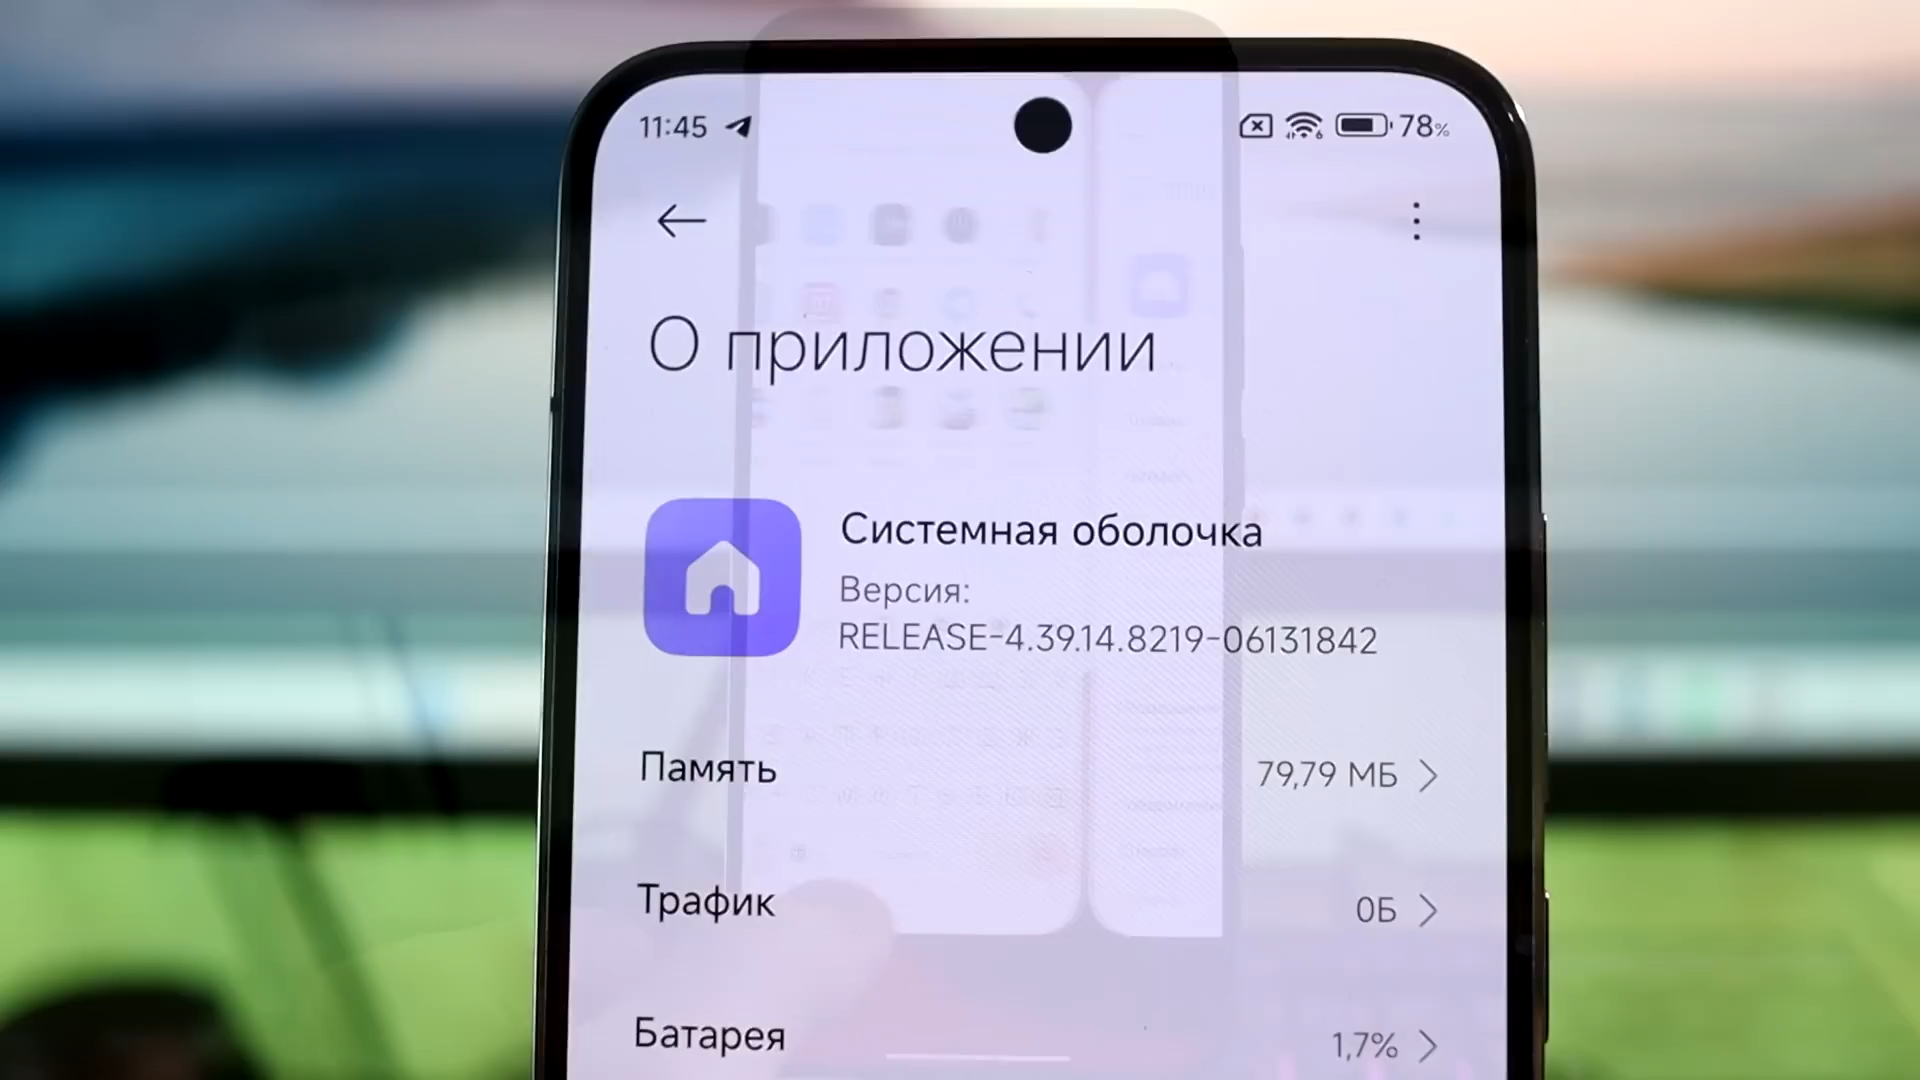 11:45
78%
О приложении
Системная оболочка
Версия:
RELEASE-4.39.14.8219-06131842
Память
79,79 МБ
Трафик
0Б
Батарея
1,7%